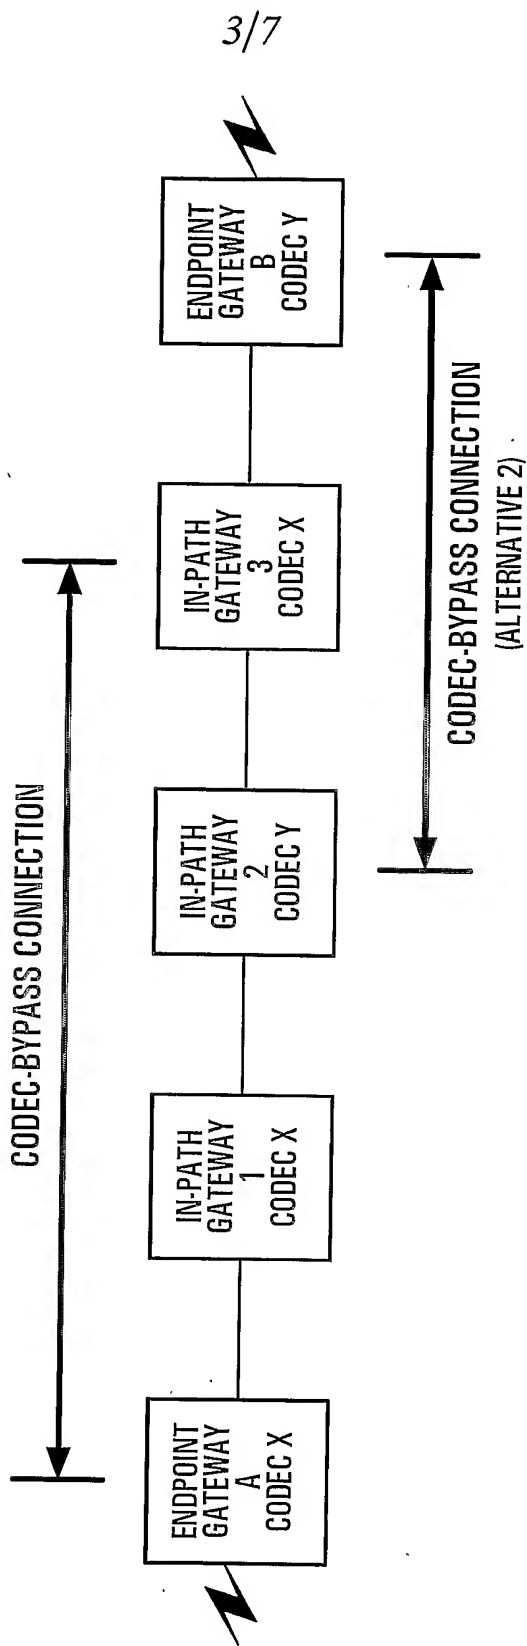 3/7
CODEC-BYPASS CONNECTION
ENDPOINT
GATEWAY
A
CODEC X
IN-PATH
GATEWAY
1
CODEC X
IN-PATH
GATEWAY
2
CODEC Y
IN-PATH
GATEWAY
3
CODEC X
ENDPOINT
GATEWAY
B
CODEC Y
CODEC-BYPASS CONNECTION
(ALTERNATIVE 2)